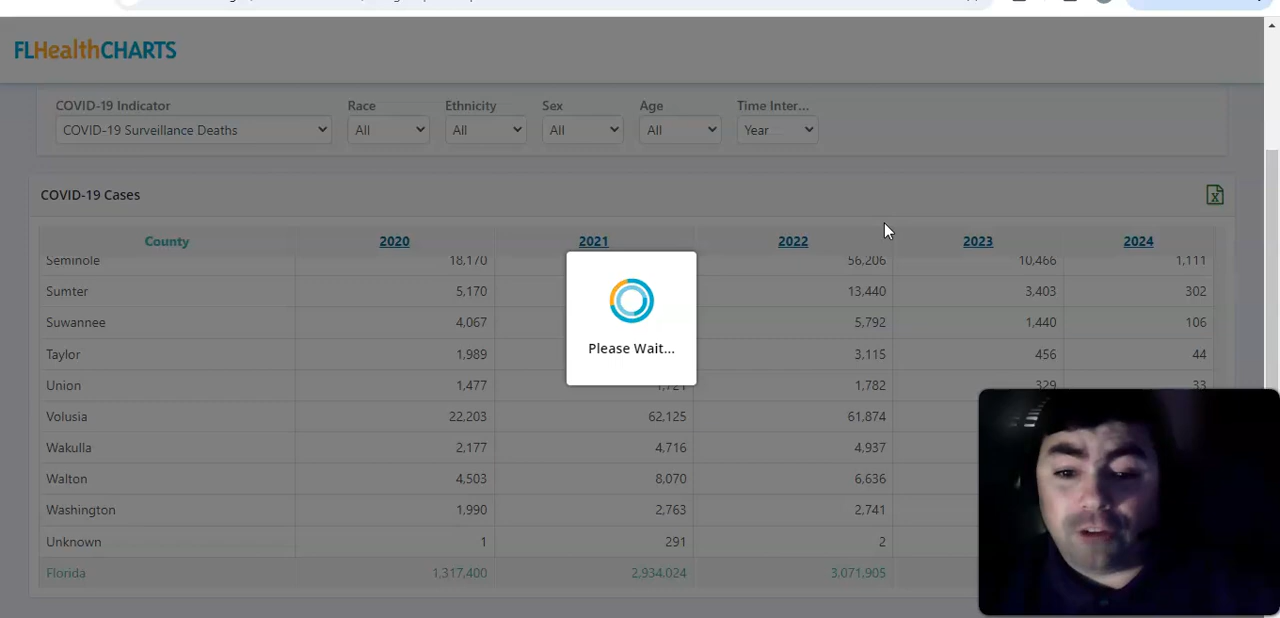 FLHealthCHARTS
COVID-19 Indicator Race Ethnicity Sex Age Time Inter...
COVID-19 Surveillance Deaths All All All All Year
COVID-19 Cases
County 2020 2021 2022 2023 2024
Seminole 18,170 56,206 10,466 1,111
Sumter 5,170 13,440 3,403 302
Suwannee 4,067 5,792 1,440 106
Please Wait...
Taylor 1,989 3,115 456 44
Union 1,477 1,721 1,782 329 33
Volusia 22,203 62,125 61,874
Wakulla 2,177 4,716 4,937
Walton 4,503 8,070 6,636
Washington 1,990 2,763 2,741
Unknown 1 291 2
Florida 1,317,400 2,934,024 3,071,905